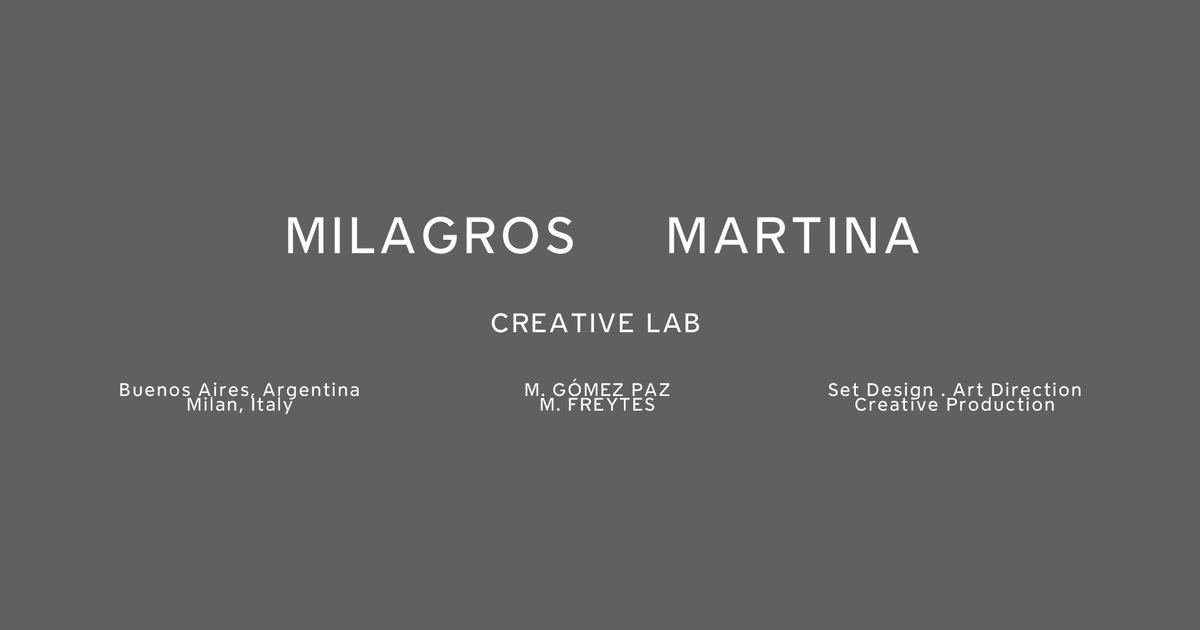 MILAGROS MARTINA
CREATIVE LAB
Buenos Aires, Argentina
Milan, Italy
M. GÓMEZ PAZ
M. FREYTES
Set Design . Art Direction
Creative Production